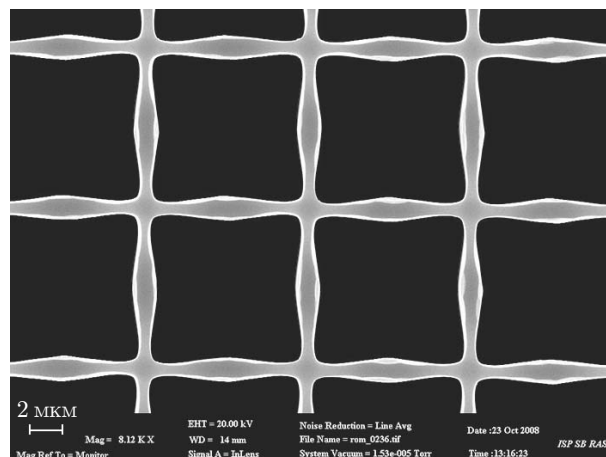 2 мкм
EHT = 20.00 kV
Noise Reduction = Line Avg
Date :23 Oct 2008
Mag = 8.12 K X
WD = 14 mm
File Name = rom_0236.tif
ISP SB RAS
Mag Ref To = Monitor
Signal A = InLens
System Vacuum = 1.53e-005 Torr
Time :13:16:23